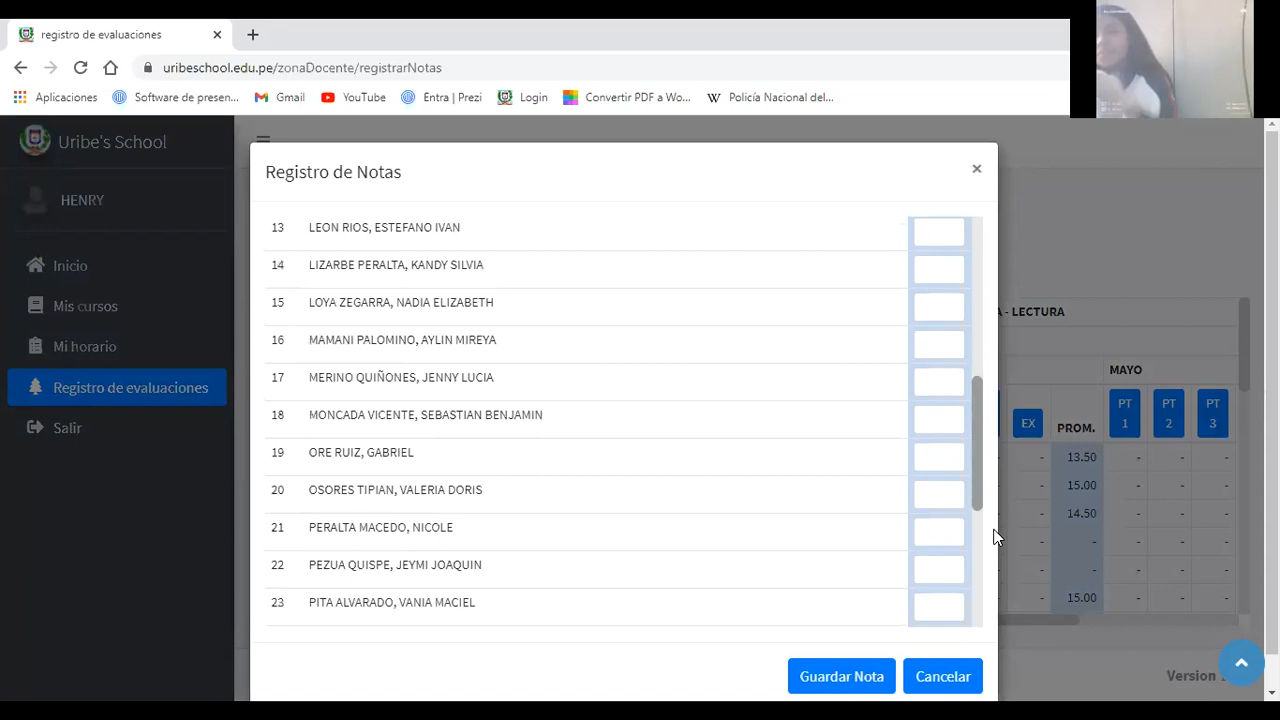 registro de evaluaciones
uribeschool.edu.pe/zonaDocente/registrarNotas
Aplicaciones Software de presen... Gmail YouTube Entra | Prezi Login Convertir PDF a Wo... Policía Nacional del...
Uribe's School
HENRY
Inicio
Mis cursos
Mi horario
Registro de evaluaciones
Salir
Registro de Notas ×
13 LEON RIOS, ESTEFANO IVAN
14 LIZARBE PERALTA, KANDY SILVIA
15 LOYA ZEGARRA, NADIA ELIZABETH
16 MAMANI PALOMINO, AYLIN MIREYA
17 MERINO QUIÑONES, JENNY LUCIA
18 MONCADA VICENTE, SEBASTIAN BENJAMIN
19 ORE RUIZ, GABRIEL
20 OSORES TIPIAN, VALERIA DORIS
21 PERALTA MACEDO, NICOLE
22 PEZUA QUISPE, JEYMI JOAQUIN
23 PITA ALVARADO, VANIA MACIEL
Guardar Nota Cancelar
- LECTURA
MAYO
EX PROM. PT 1 PT 2 PT 3
- - 13.50 - - -
- - 15.00 - - -
- - 14.50 - - -
- - - - - -
- - - - - -
- - 15.00 - - -
Version